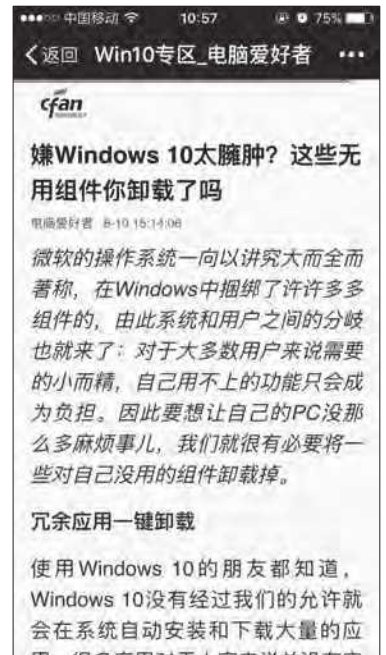 中国移动 10:57 75%
返回 Win10专区_电脑爱好者 •••
cfan
嫌Windows 10太臃肿？这些无
用组件你卸载了吗
电脑爱好者 8-10 15:14:06
微软的操作系统一向以讲究大而全而
著称，在Windows中捆绑了许许多多
组件的，由此系统和用户之间的分歧
也就来了：对于大多数用户来说需要
的小而精，自己用不上的功能只会成
为负担。因此要想让自己的PC没那
么多麻烦事儿，我们就很有必要将一
些对自己没用的组件卸载掉。
冗余应用一键卸载
使用Windows 10的朋友都知道，
Windows 10没有经过我们的允许就
会在系统自动安装和下载大量的应